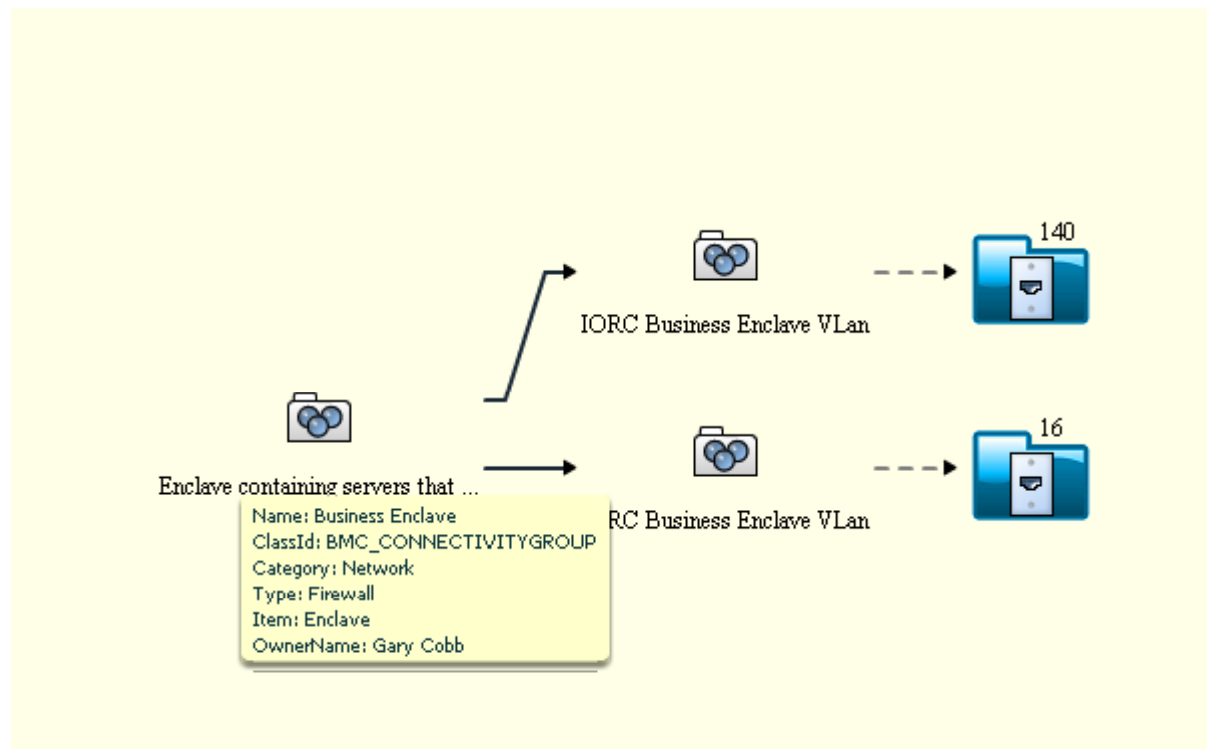 140
IORC Business Enclave VLan
16
Enclave containing servers that ...
RC Business Enclave VLan
Name: Business Enclave
ClassId: BMC_CONNECTIVITYGROUP
Category: Network
Type: Firewall
Item: Enclave
OwnerName: Gary Cobb